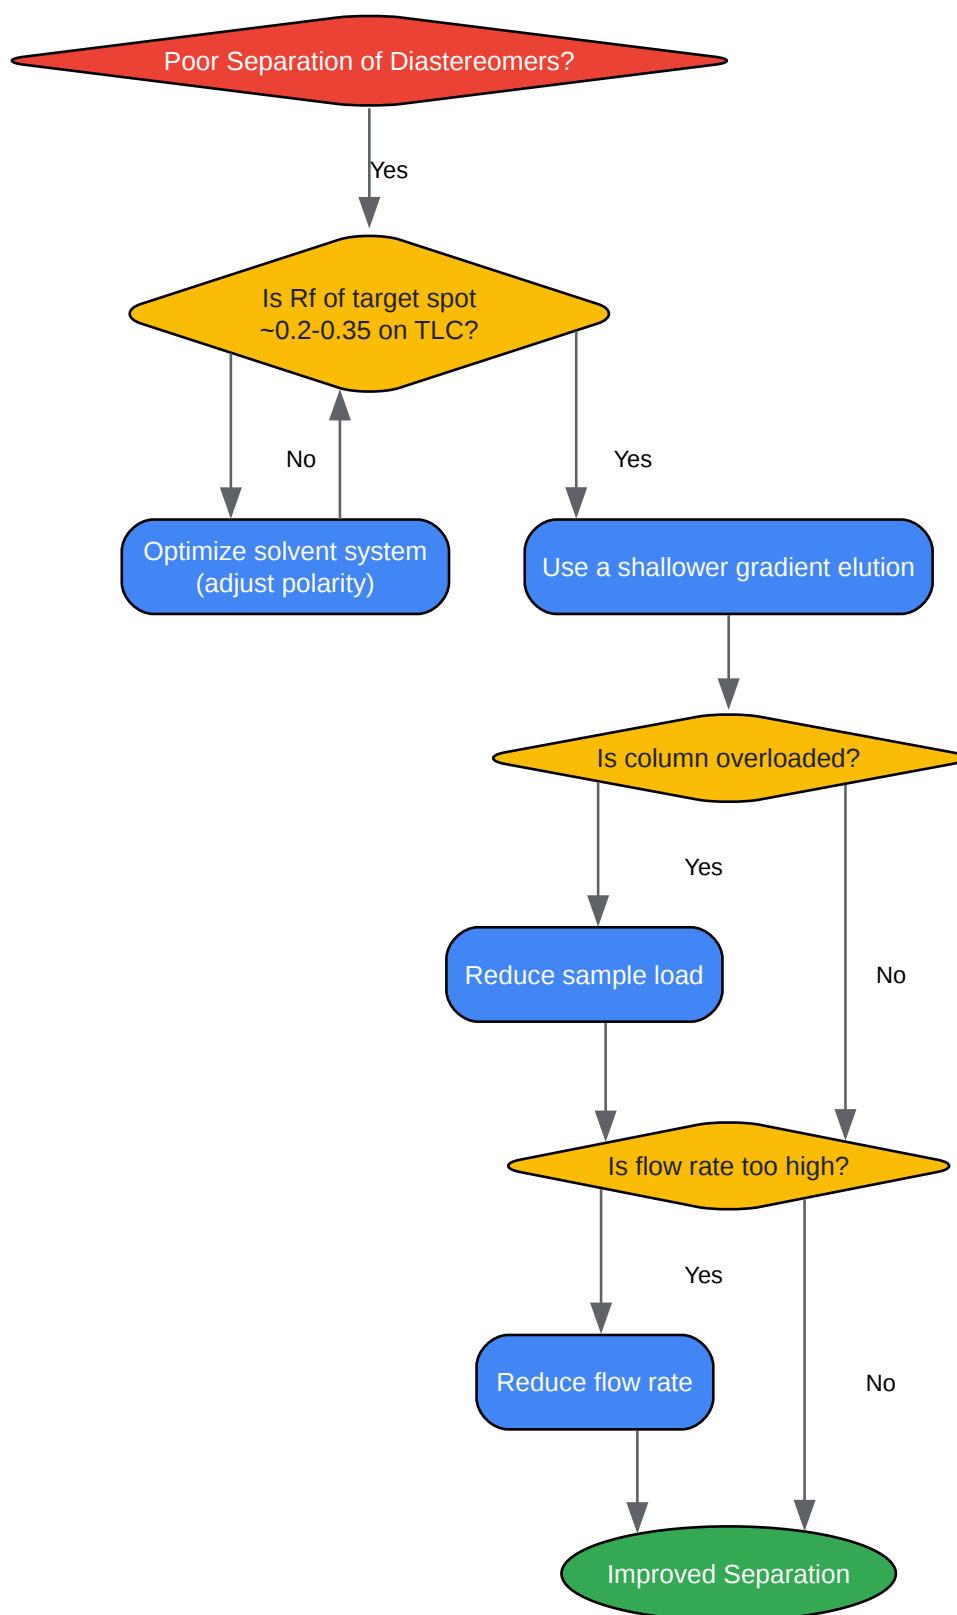 Poor Separation of Diastereomers?
Yes
Is Rf of target spot
~0.2-0.35 on TLC?
No
Yes
Optimize solvent system
(adjust polarity)
Use a shallower gradient elution
Is column overloaded?
Yes
Reduce sample load
No
Is flow rate too high?
Yes
Reduce flow rate
No
Improved Separation